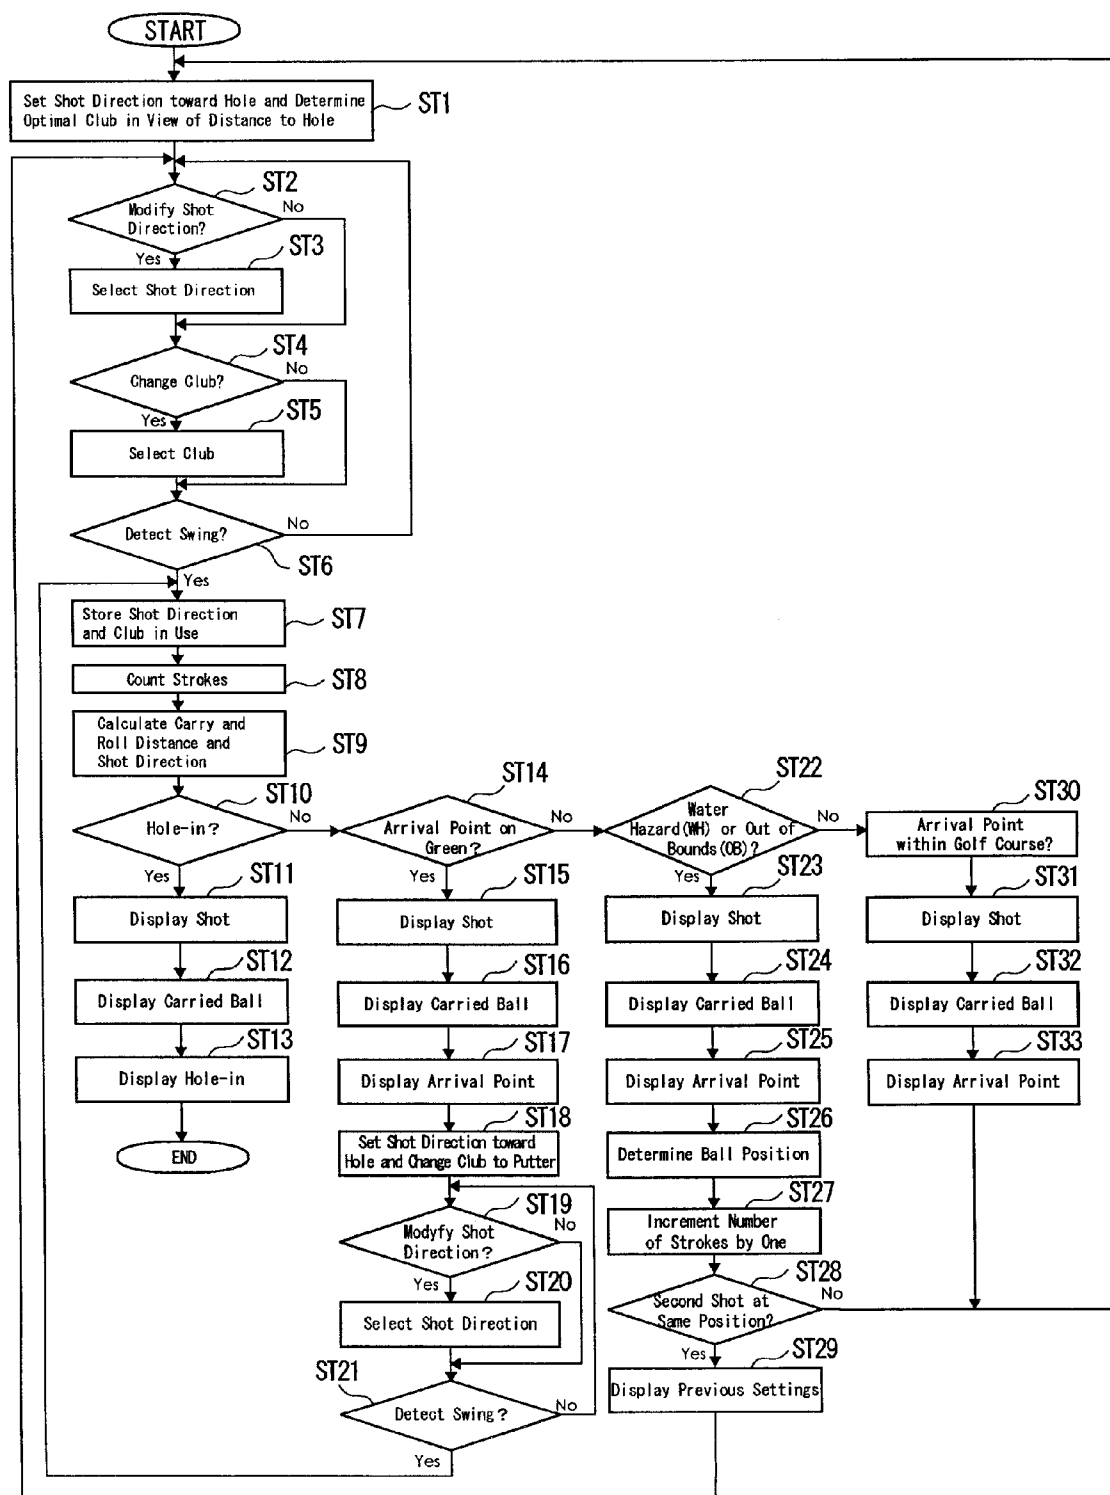 START
Set Shot Direction toward Hole and Determine
Optimal Club in View of Distance to Hole
ST1
ST2
Modify Shot
Direction?
No
Yes
ST3
Select Shot Direction
ST4
Change Club?
No
Yes
ST5
Select Club
Detect Swing?
No
ST6
Yes
Store Shot Direction
and Club in Use
ST7
Count Strokes
ST8
Calculate Carry and
Roll Distance and
Shot Direction
ST9
ST10
Hole-in?
No
Yes
ST11
Display Shot
ST12
Display Carried Ball
ST13
Display Hole-in
END
ST14
Arrival Point on
Green?
No
Yes
ST15
Display Shot
ST16
Display Carried Ball
ST17
Display Arrival Point
ST18
Set Shot Direction toward
Hole and Change Club to Putter
ST19
Modyfy Shot
Direction?
No
Yes
ST20
Select Shot Direction
ST21
Detect Swing?
No
Yes
ST22
Water
Hazard(WH) or Out of
Bounds(OB)?
No
Yes
ST23
Display Shot
ST24
Display Carried Ball
ST25
Display Arrival Point
ST26
Determine Ball Position
ST27
Increment Number
of Strokes by One
ST28
Second Shot at
Same Position?
No
Yes
ST29
Display Previous Settings
ST30
Arrival Point
within Golf Course?
ST31
Display Shot
ST32
Display Carried Ball
ST33
Display Arrival Point